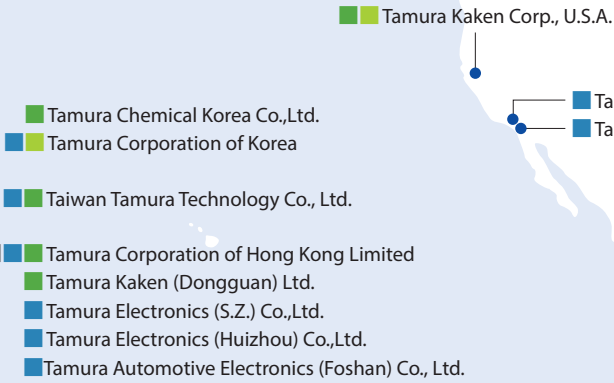 Tamura Kaken Corp., U.S.A.
Ta
Ta
Tamura Chemical Korea Co.,Ltd.
Tamura Corporation of Korea
Taiwan Tamura Technology Co., Ltd.
Tamura Corporation of Hong Kong Limited
Tamura Kaken (Dongguan) Ltd.
Tamura Electronics (S.Z.) Co.,Ltd.
Tamura Electronics (Huizhou) Co.,Ltd.
Tamura Automotive Electronics (Foshan) Co., Ltd.